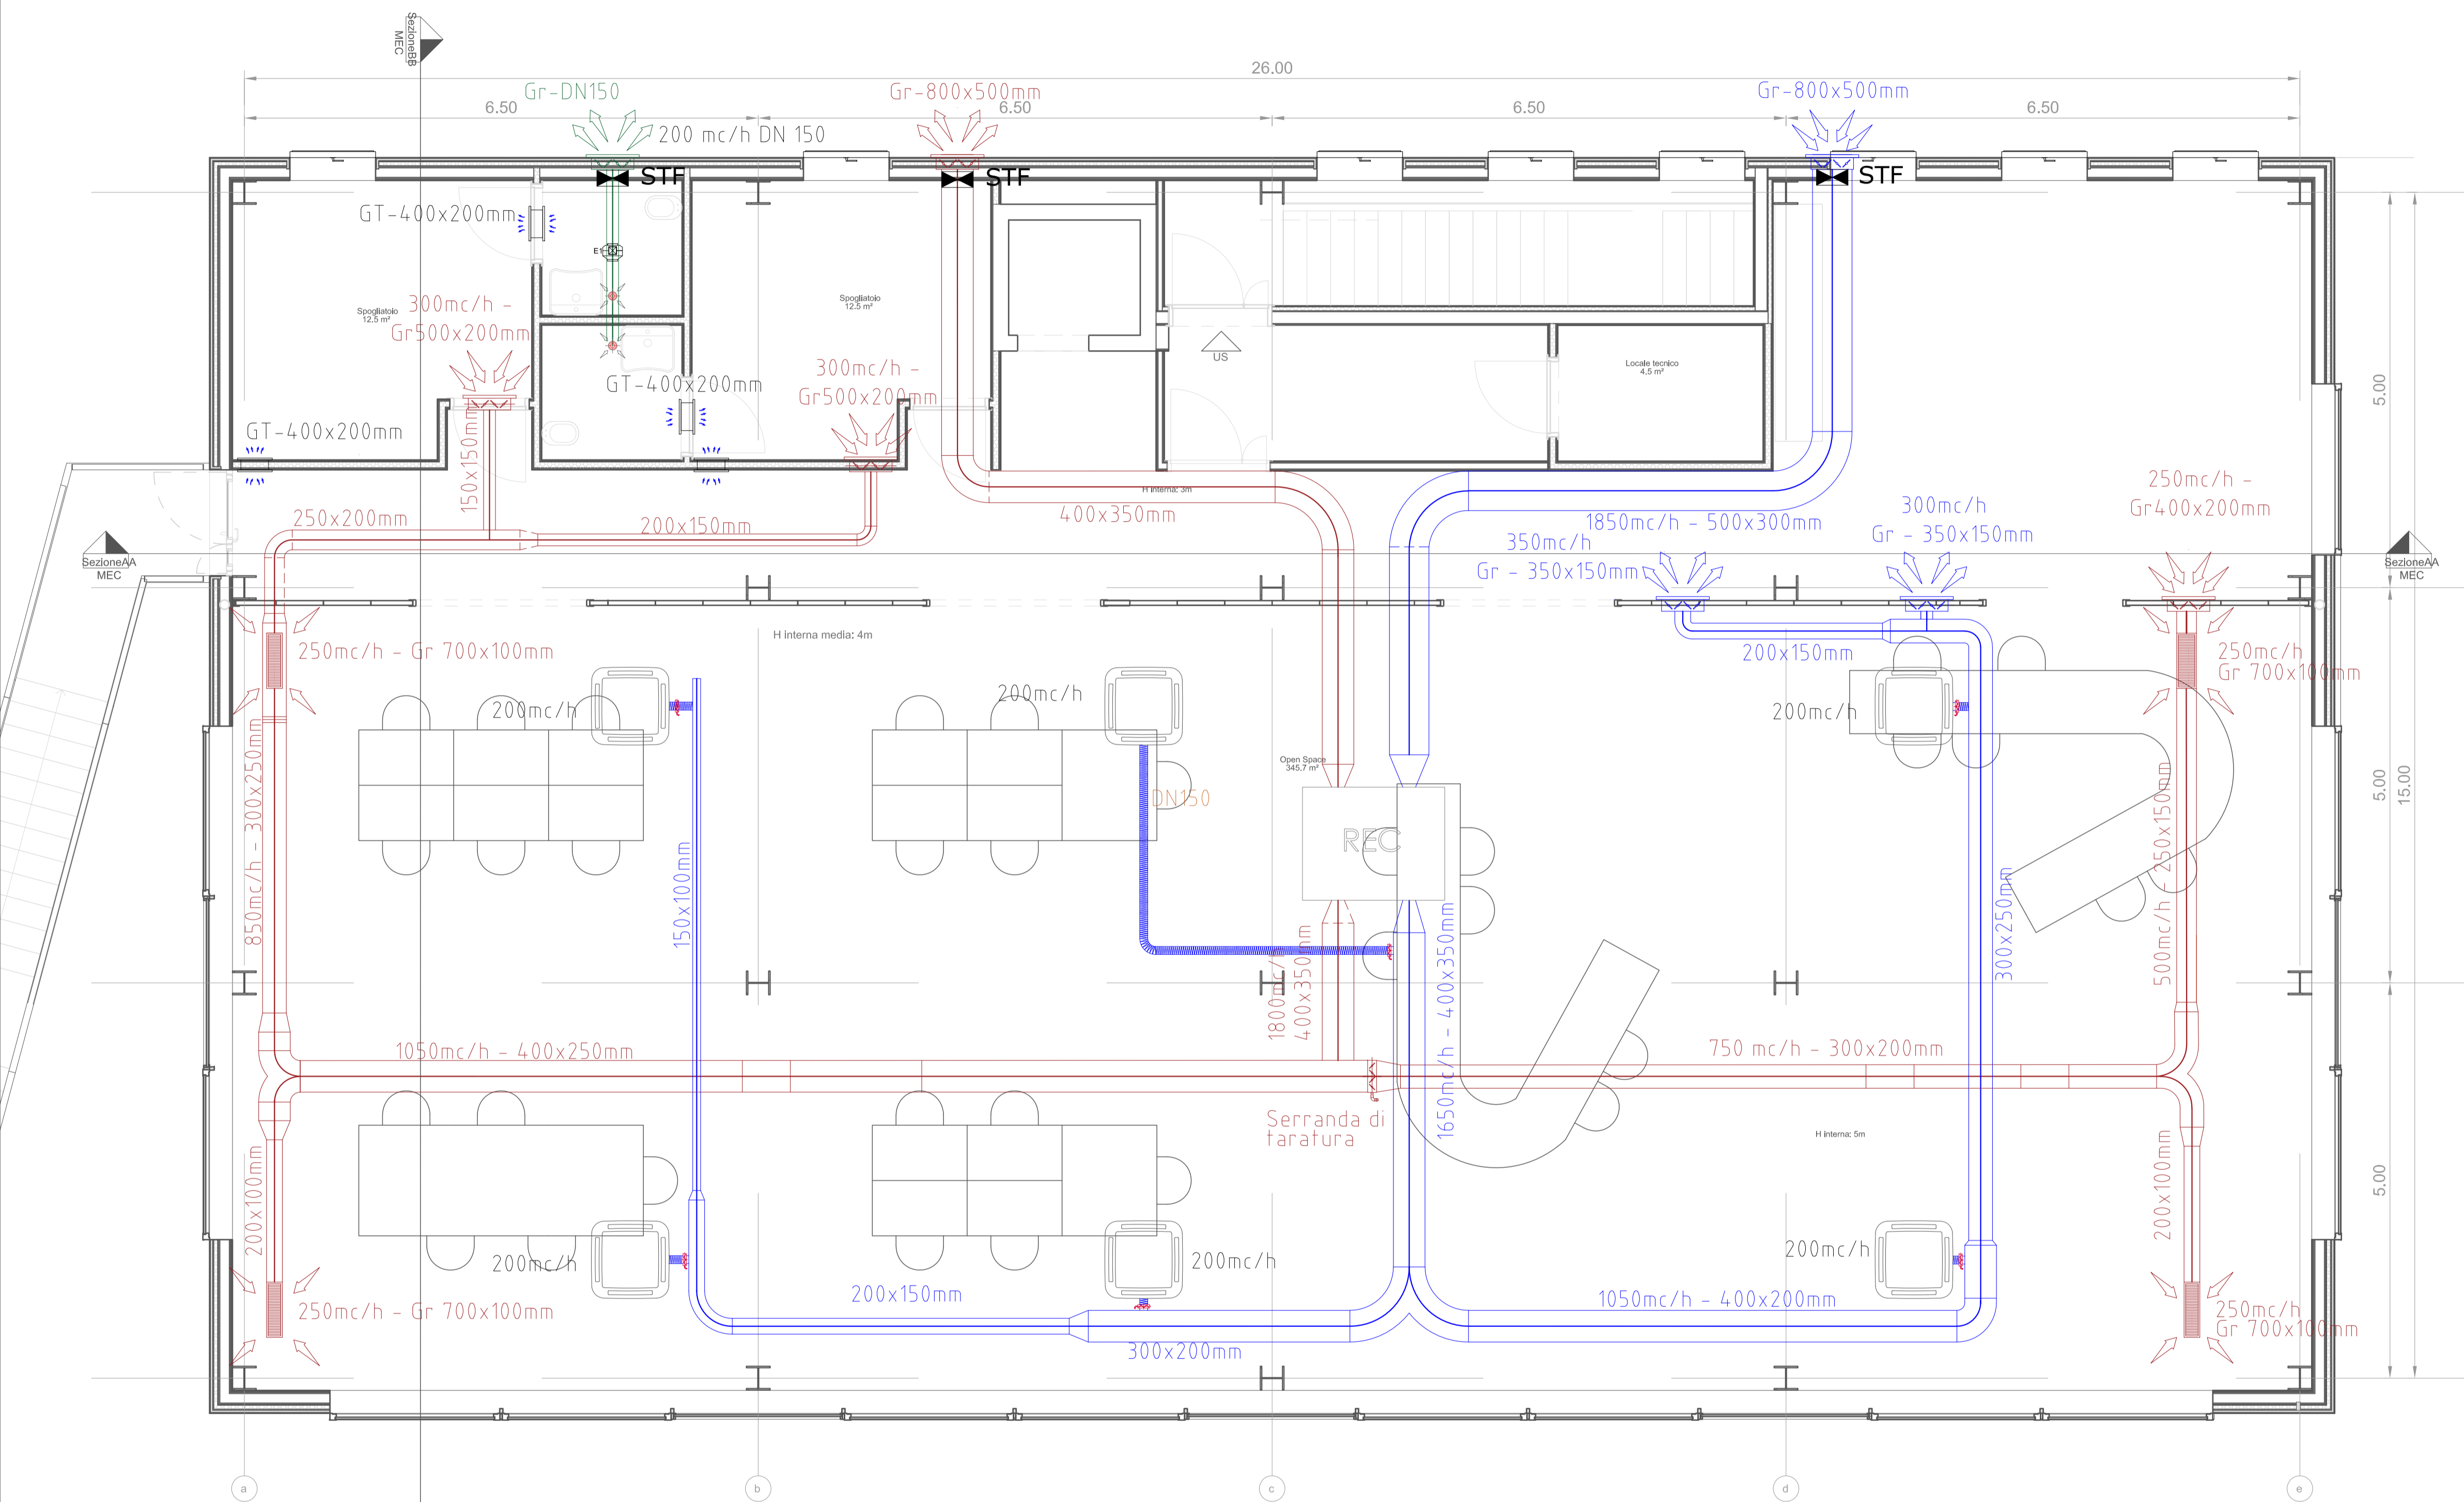 SezioneBB
MEC
26.00
6.50
6.50
6.50
6.50
Gr-DN150
Gr-800x500mm
Gr-800x500mm
200 mc/h DN 150
STF
STF
STF
GT-400x200mm
E1
Spogliatoio
12,5 m²
300mc/h -
Gr500x200mm
Spogliatoio
12.5 m²
GT-400x200mm
300mc/h -
Gr500x200mm
US
Locale tecnico
4,5 m²
5.00
GT-400x200mm
150x150mm
250x200mm
200x150mm
H interna: 3m
400x350mm
1850mc/h - 500x300mm
300mc/h
Gr - 350x150mm
350mc/h
Gr - 350x150mm
250mc/h -
Gr400x200mm
SezioneAA
MEC
SezioneAA
MEC
H interna media: 4m
250mc/h - Gr 700x100mm
200x150mm
250mc/h
Gr 700x100mm
200mc/h
200mc/h
200mc/h
850mc/h - 300x250mm
150x100mm
DN150
Open Space
345.7 m²
REC
5.00
15.00
1800mc/h
400x350mm
1650mc/h - 400x350mm
300x250mm
500mc/h - 250x150mm
1050mc/h - 400x250mm
750 mc/h - 300x200mm
Serranda di
taratura
H interna: 5m
200x100mm
200x100mm
5.00
200mc/h
200mc/h
200mc/h
250mc/h - Gr 700x100mm
200x150mm
300x200mm
1050mc/h - 400x200mm
250mc/h
Gr 700x100mm
a
b
c
d
e